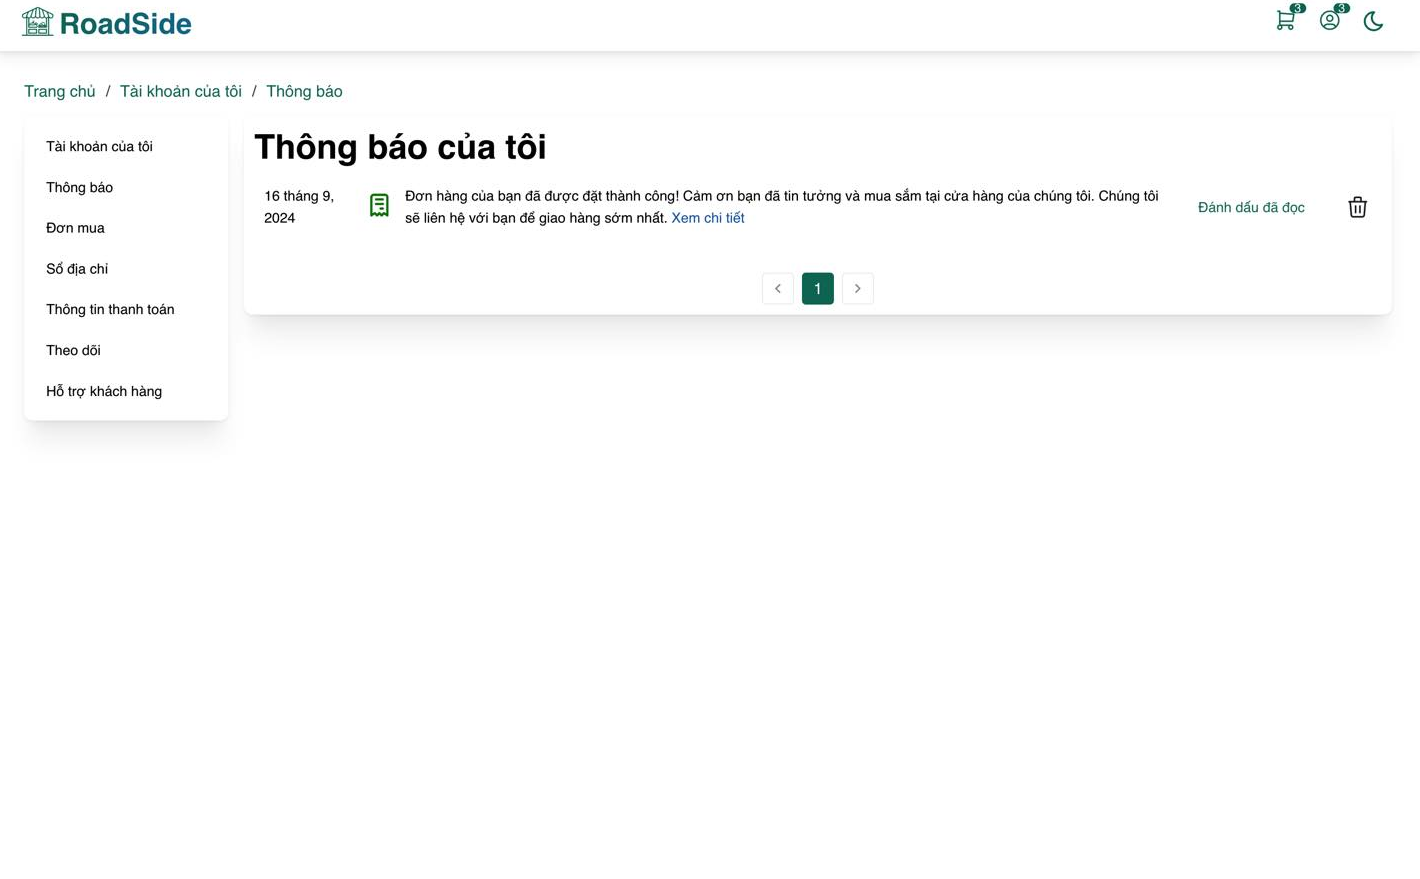 RoadSide
3
3
Trang chủ / Tài khoản của tôi / Thông báo
Tài khoản của tôi
Thông báo
Đơn mua
Sổ địa chỉ
Thông tin thanh toán
Theo dõi
Hỗ trợ khách hàng
Thông báo của tôi
16 tháng 9,
2024
Đơn hàng của bạn đã được đặt thành công! Cảm ơn bạn đã tin tưởng và mua sắm tại cửa hàng của chúng tôi. Chúng tôi
sẽ liên hệ với bạn để giao hàng sớm nhất. Xem chi tiết
Đánh dấu đã đọc
1